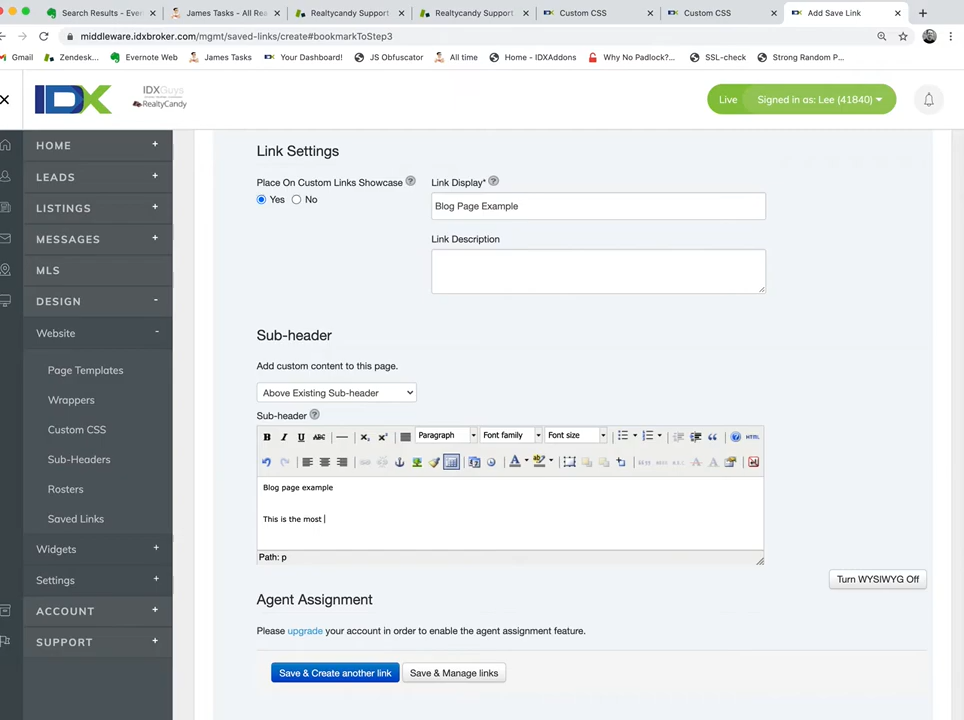 Search Results - Ever
James Tasks - All Rea
Realtycandy Support
Realtycandy Support
Custom CSS
Custom CSS
Add Save Link
middleware.idxbroker.com/mgmt/saved-links/create#bookmarkToStep3
Gmail
Zendesk...
Evernote Web
James Tasks
Your Dashboard!
JS Obfuscator
All time
Home - IDXAddons
Why No Padlock?...
SSL-check
Strong Random P...
IDX
IDXGuys
RealtyCandy
Live
Signed in as: Lee (41840)
HOME +
LEADS +
LISTINGS +
MESSAGES +
MLS
DESIGN -
Website -
Page Templates
Wrappers
Custom CSS
Sub-Headers
Rosters
Saved Links
Widgets +
Settings +
ACCOUNT +
SUPPORT +
Link Settings
Place On Custom Links Showcase ?
Yes No
Link Display* ?
Blog Page Example
Link Description
Sub-header
Add custom content to this page.
Above Existing Sub-header
Sub-header ?
B I U ABC Paragraph Font family Font size HTML
Blog page example
This is the most
Path: p
Turn WYSIWYG Off
Agent Assignment
Please upgrade your account in order to enable the agent assignment feature.
Save & Create another link
Save & Manage links